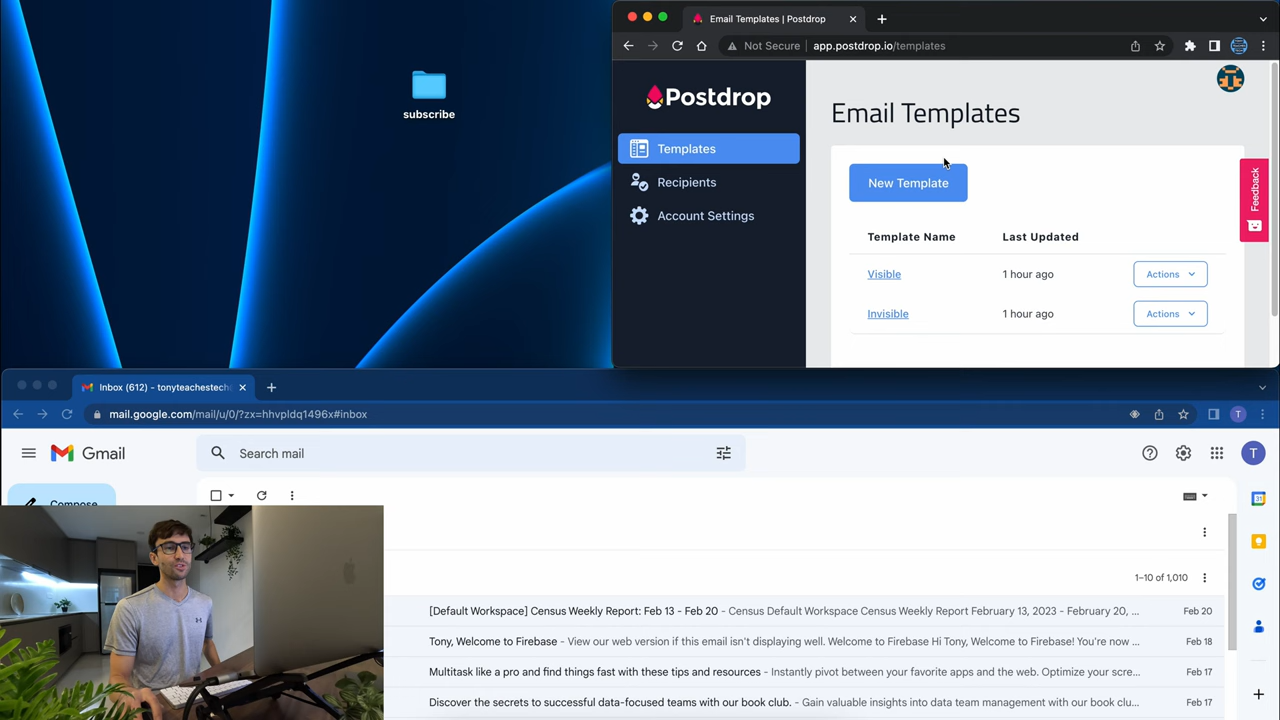 subscribe
Email Templates | Postdrop
Not Secure
app.postdrop.io/templates
Postdrop
Templates
Recipients
Account Settings
Email Templates
New Template
Template Name Last Updated
Visible 1 hour ago Actions
Invisible 1 hour ago Actions
Feedback
Inbox (612) - tonyteachestech
mail.google.com/mail/u/0/?zx=hhvpldq1496x#inbox
Gmail
Search mail
T
T
Compose
1–10 of 1,010
[Default Workspace] Census Weekly Report: Feb 13 - Feb 20 - Census Default Workspace Census Weekly Report February 13, 2023 - February 20, ... Feb 20
Tony, Welcome to Firebase - View our web version if this email isn't displaying well. Welcome to Firebase Hi Tony, Welcome to Firebase! You're now ... Feb 18
Multitask like a pro and find things fast with these tips and resources - Instantly pivot between your favorite apps and the web. Optimize your scre... Feb 17
Discover the secrets to successful data-focused teams with our book club. - Gain valuable insights into data team management with our book clu... Feb 17